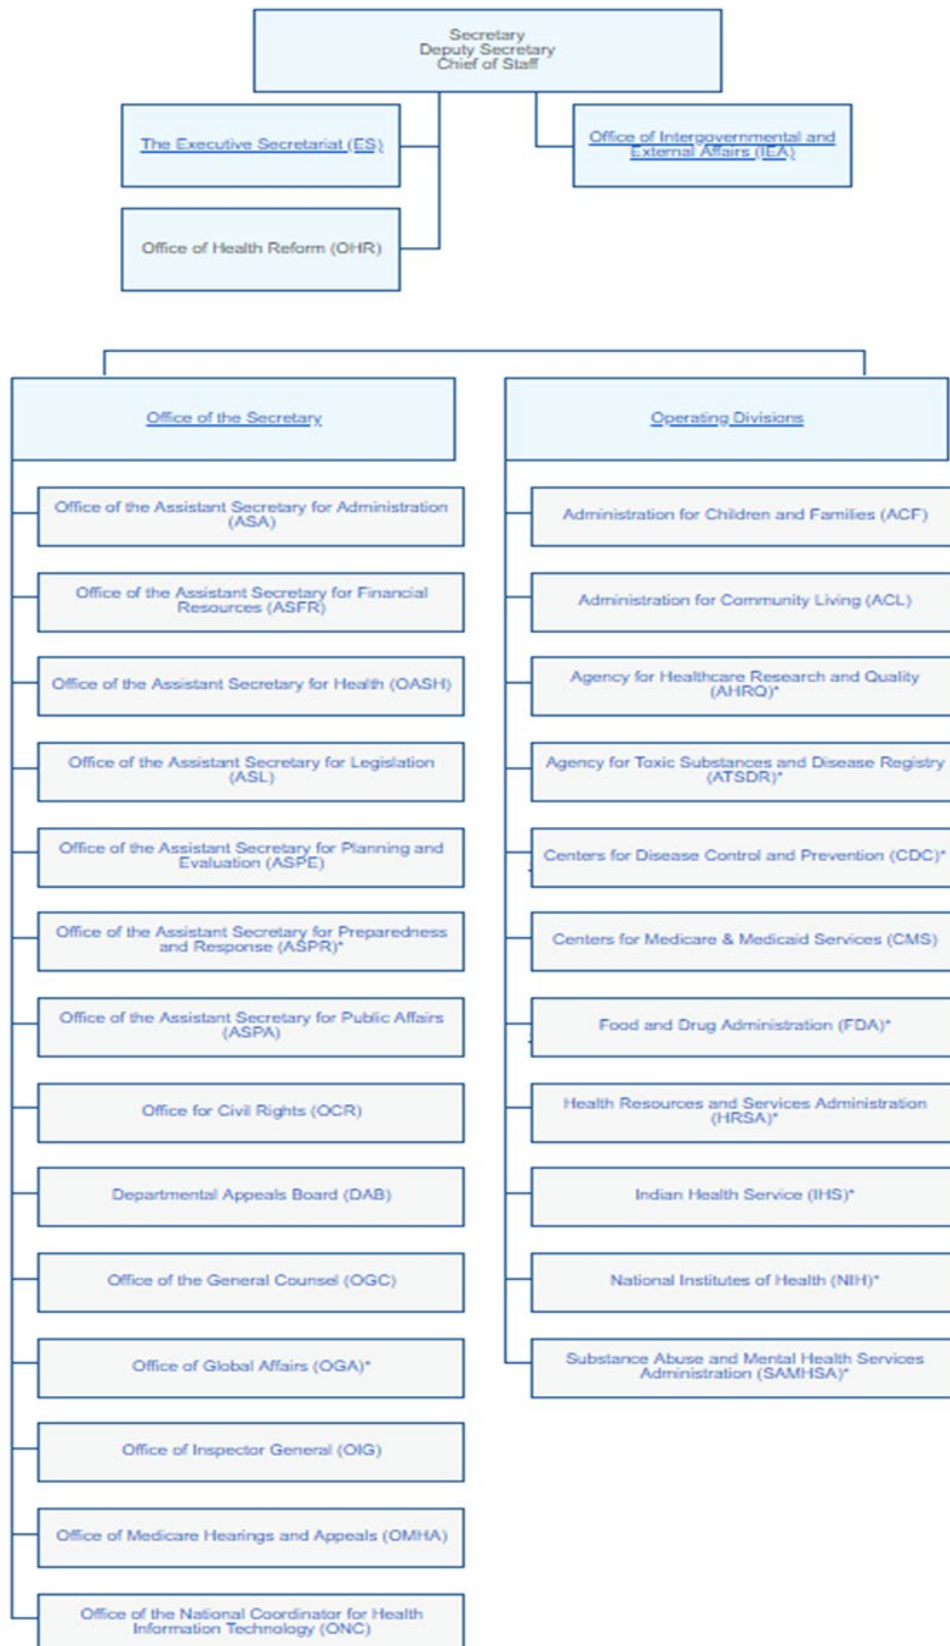 Secretary
Deputy Secretary
Chief of Staff
The Executive Secretariat (ES)
Office of Intergovernmental and
External Affairs (IEA)
Office of Health Reform (OHR)
Office of the Secretary
Office of the Assistant Secretary for Administration
(ASA)
Office of the Assistant Secretary for Financial
Resources (ASFR)
Office of the Assistant Secretary for Health (OASH)
Office of the Assistant Secretary for Legislation
(ASL)
Office of the Assistant Secretary for Planning and
Evaluation (ASPE)
Office of the Assistant Secretary for Preparedness
and Response (ASPR)*
Office of the Assistant Secretary for Public Affairs
(ASPA)
Office for Civil Rights (OCR)
Departmental Appeals Board (DAB)
Office of the General Counsel (OGC)
Office of Global Affairs (OGA)*
Office of Inspector General (OIG)
Office of Medicare Hearings and Appeals (OMHA)
Office of the National Coordinator for Health
Information Technology (ONC)
Operating Divisions
Administration for Children and Families (ACF)
Administration for Community Living (ACL)
Agency for Healthcare Research and Quality
(AHRQ)*
Agency for Toxic Substances and Disease Registry
(ATSDR)*
Centers for Disease Control and Prevention (CDC)*
Centers for Medicare & Medicaid Services (CMS)
Food and Drug Administration (FDA)*
Health Resources and Services Administration
(HRSA)*
Indian Health Service (IHS)*
National Institutes of Health (NIH)*
Substance Abuse and Mental Health Services
Administration (SAMHSA)*